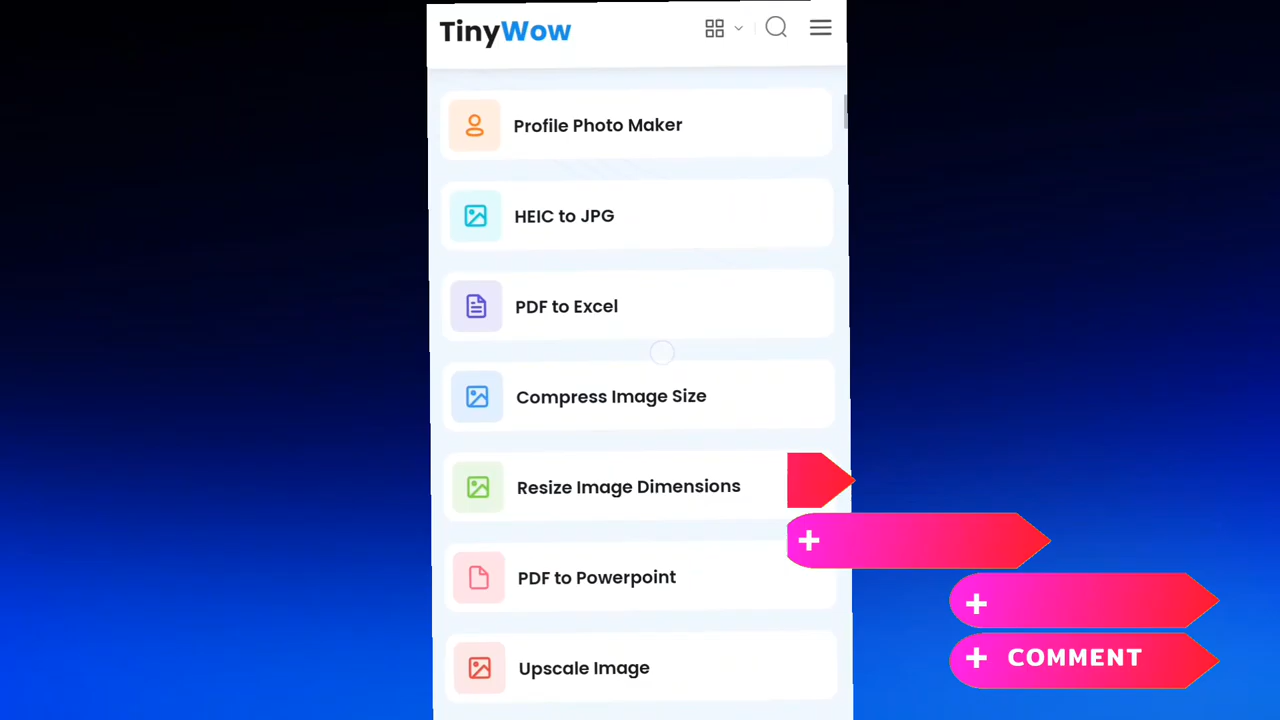 TinyWow
Profile Photo Maker
HEIC to JPG
PDF to Excel
Compress Image Size
Resize Image Dimensions
PDF to Powerpoint
Upscale Image
+
+
+ COMMENT